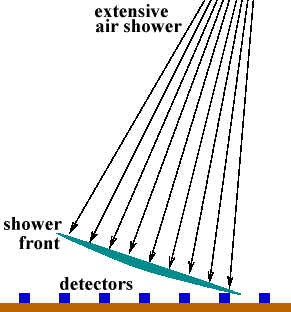 extensive
air shower
shower
front
detectors